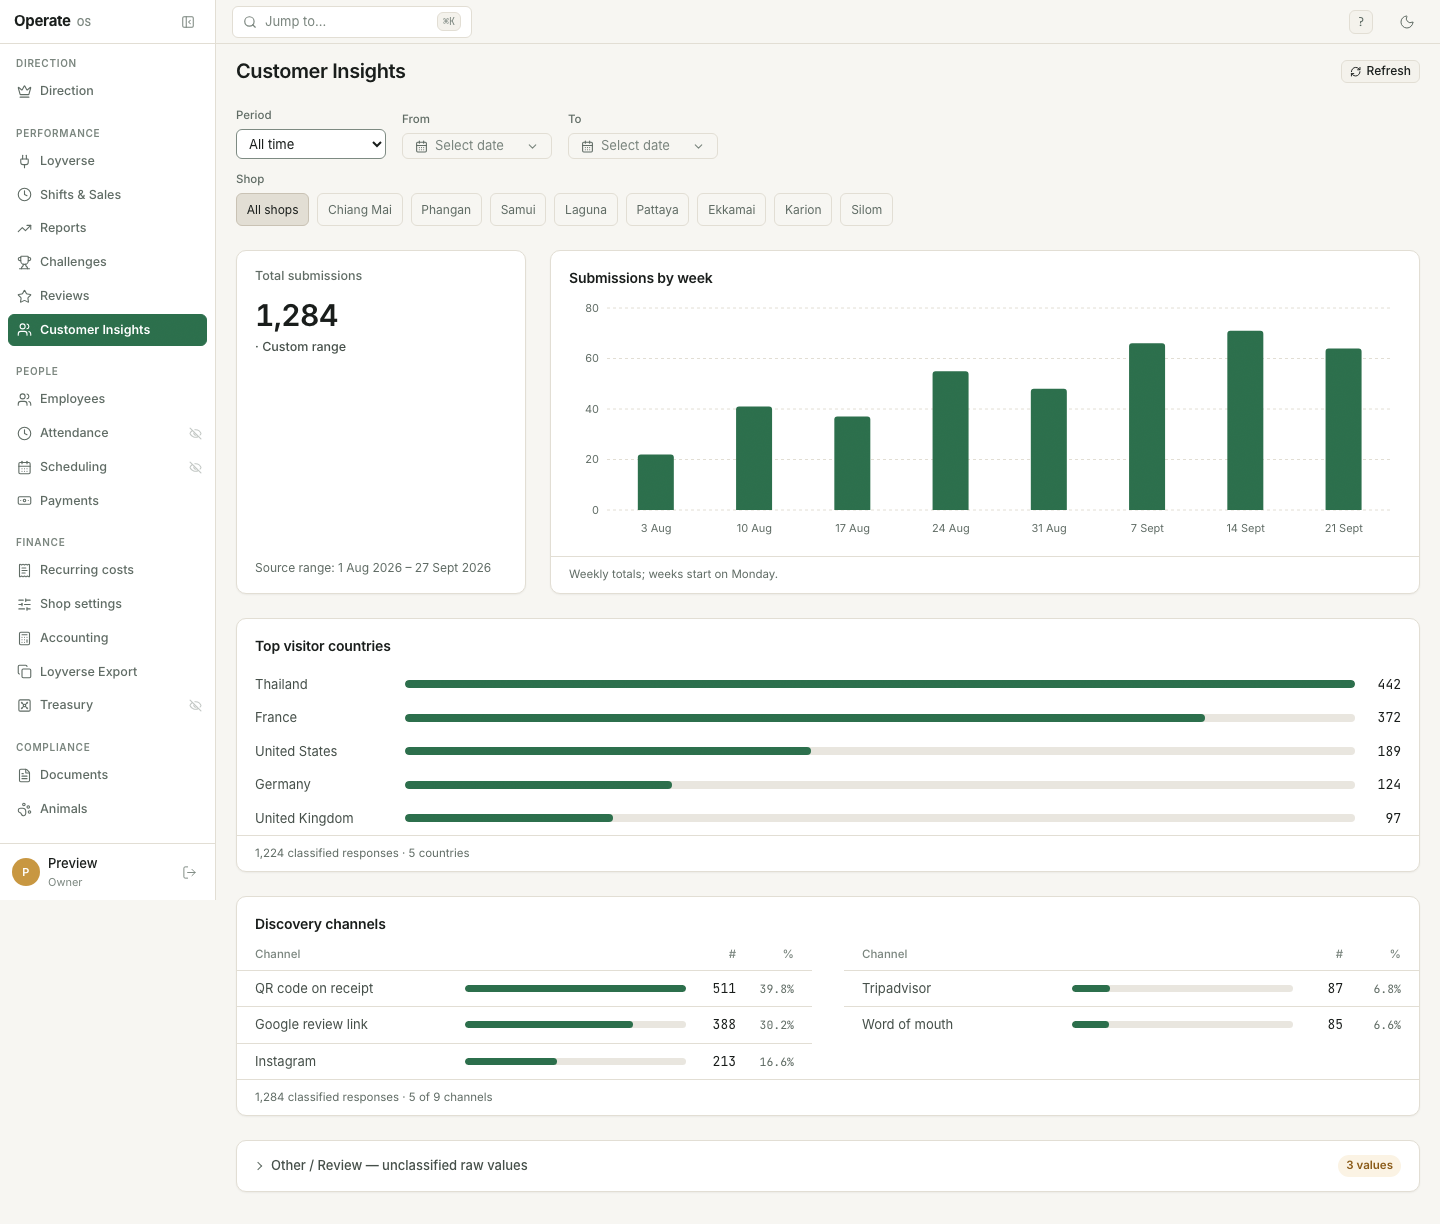 Operate OS
Jump to...
⌘K
?
DIRECTION
Direction
PERFORMANCE
Loyverse
Shifts & Sales
Reports
Challenges
Reviews
Customer Insights
PEOPLE
Employees
Attendance
Scheduling
Payments
FINANCE
Recurring costs
Shop settings
Accounting
Loyverse Export
Treasury
COMPLIANCE
Documents
Animals
P
Preview
Owner
Customer Insights
Refresh
Period
From
To
All time
Select date
Select date
Shop
All shops
Chiang Mai
Phangan
Samui
Laguna
Pattaya
Ekkamai
Karion
Silom
Total submissions
1,284
· Custom range
Source range: 1 Aug 2026 – 27 Sept 2026
Submissions by week
80
60
40
20
0
3 Aug
10 Aug
17 Aug
24 Aug
31 Aug
7 Sept
14 Sept
21 Sept
Weekly totals; weeks start on Monday.
Top visitor countries
Thailand 442
France 372
United States 189
Germany 124
United Kingdom 97
1,224 classified responses · 5 countries
Discovery channels
Channel # %
QR code on receipt 511 39.8%
Google review link 388 30.2%
Instagram 213 16.6%
Channel # %
Tripadvisor 87 6.8%
Word of mouth 85 6.6%
1,284 classified responses · 5 of 9 channels
Other / Review — unclassified raw values
3 values